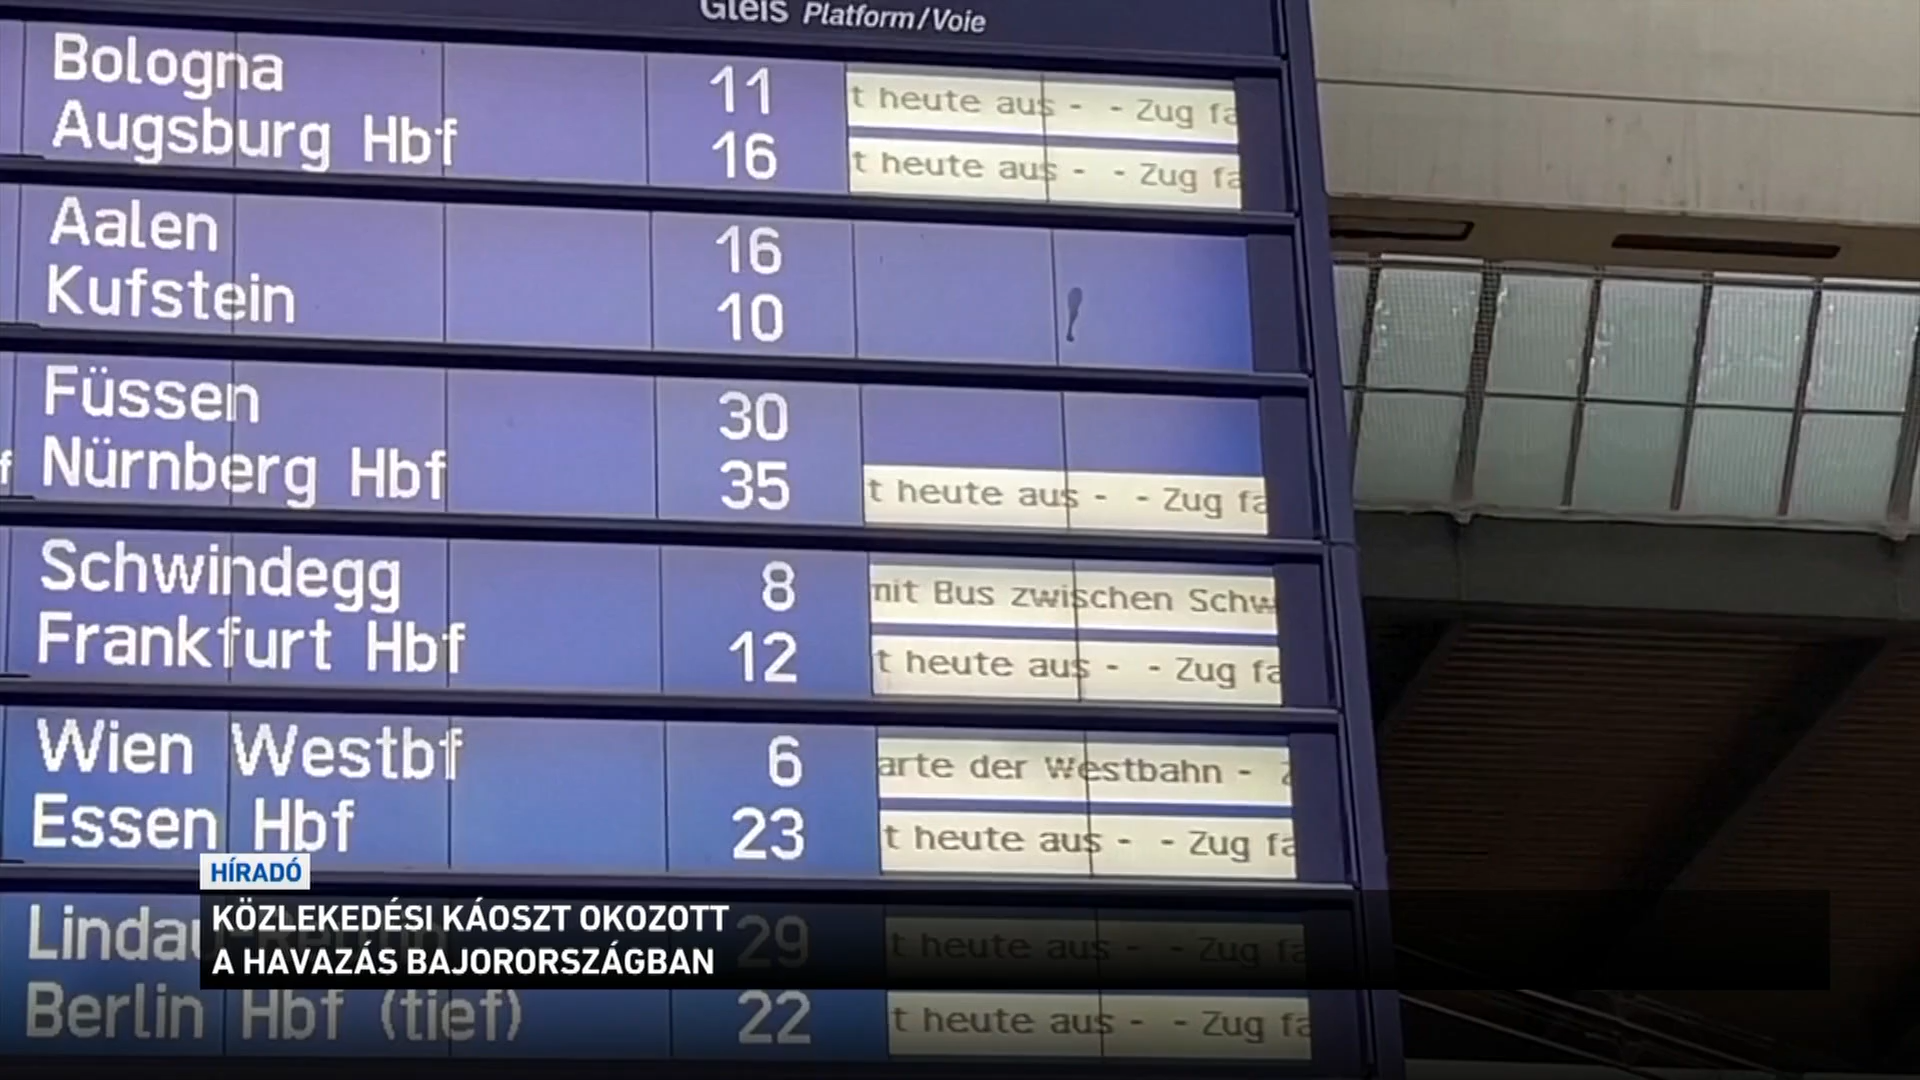 Gleis Platform/Voie
Bologna 11 t heute aus - - Zug fa
Augsburg Hbf 16 t heute aus - - Zug fa
Aalen 16
Kufstein 10
Füssen 30
f Nürnberg Hbf 35 t heute aus - - Zug fa
Schwindegg 8 mit Bus zwischen Schw
Frankfurt Hbf 12 t heute aus - - Zug fa
Wien Westbf 6 arte der Westbahn - Z
Essen Hbf 23 t heute aus - - Zug fa
HÍRADÓ
Lindau-Reutin 29 t heute aus - - Zug fa
KÖZLEKEDÉSI KÁOSZT OKOZOTT
A HAVAZÁS BAJORORSZÁGBAN
Berlin Hbf (tief) 22 t heute aus - - Zug fa